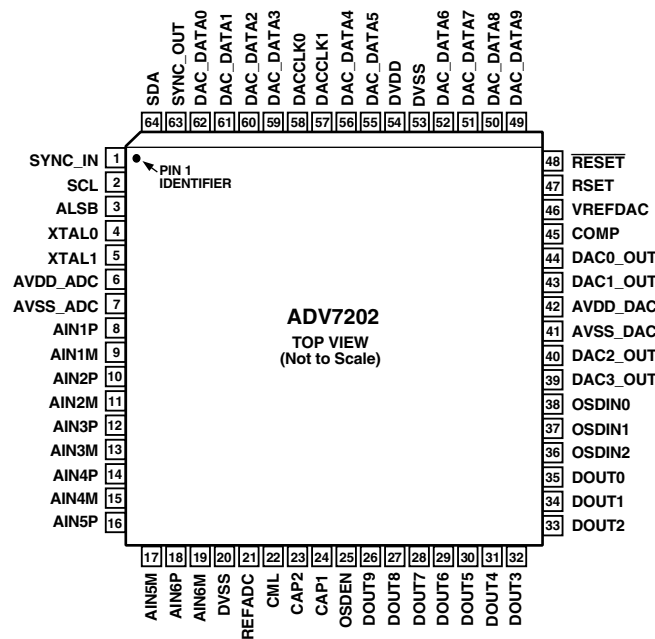 SDA
SYNC_OUT
DAC_DATA0
DAC_DATA1
DAC_DATA2
DAC_DATA3
DACCLK0
DACCLK1
DAC_DATA4
DAC_DATA5
DVDD
DVSS
DAC_DATA6
DAC_DATA7
DAC_DATA8
DAC_DATA9
64 63 62 61 60 59 58 57 56 55 54 53 52 51 50 49
SYNC_IN 1
SCL 2
ALSB 3
XTAL0 4
XTAL1 5
AVDD_ADC 6
AVSS_ADC 7
AIN1P 8
AIN1M 9
AIN2P 10
AIN2M 11
AIN3P 12
AIN3M 13
AIN4P 14
AIN4M 15
AIN5P 16
PIN 1
IDENTIFIER
ADV7202
TOP VIEW
(Not to Scale)
48 RESET
47 RSET
46 VREFDAC
45 COMP
44 DAC0_OUT
43 DAC1_OUT
42 AVDD_DAC
41 AVSS_DAC
40 DAC2_OUT
39 DAC3_OUT
38 OSDIN0
37 OSDIN1
36 OSDIN2
35 DOUT0
34 DOUT1
33 DOUT2
17 18 19 20 21 22 23 24 25 26 27 28 29 30 31 32
AIN5M
AIN6P
AIN6M
DVSS
REFADC
CML
CAP2
CAP1
OSDEN
DOUT9
DOUT8
DOUT7
DOUT6
DOUT5
DOUT4
DOUT3